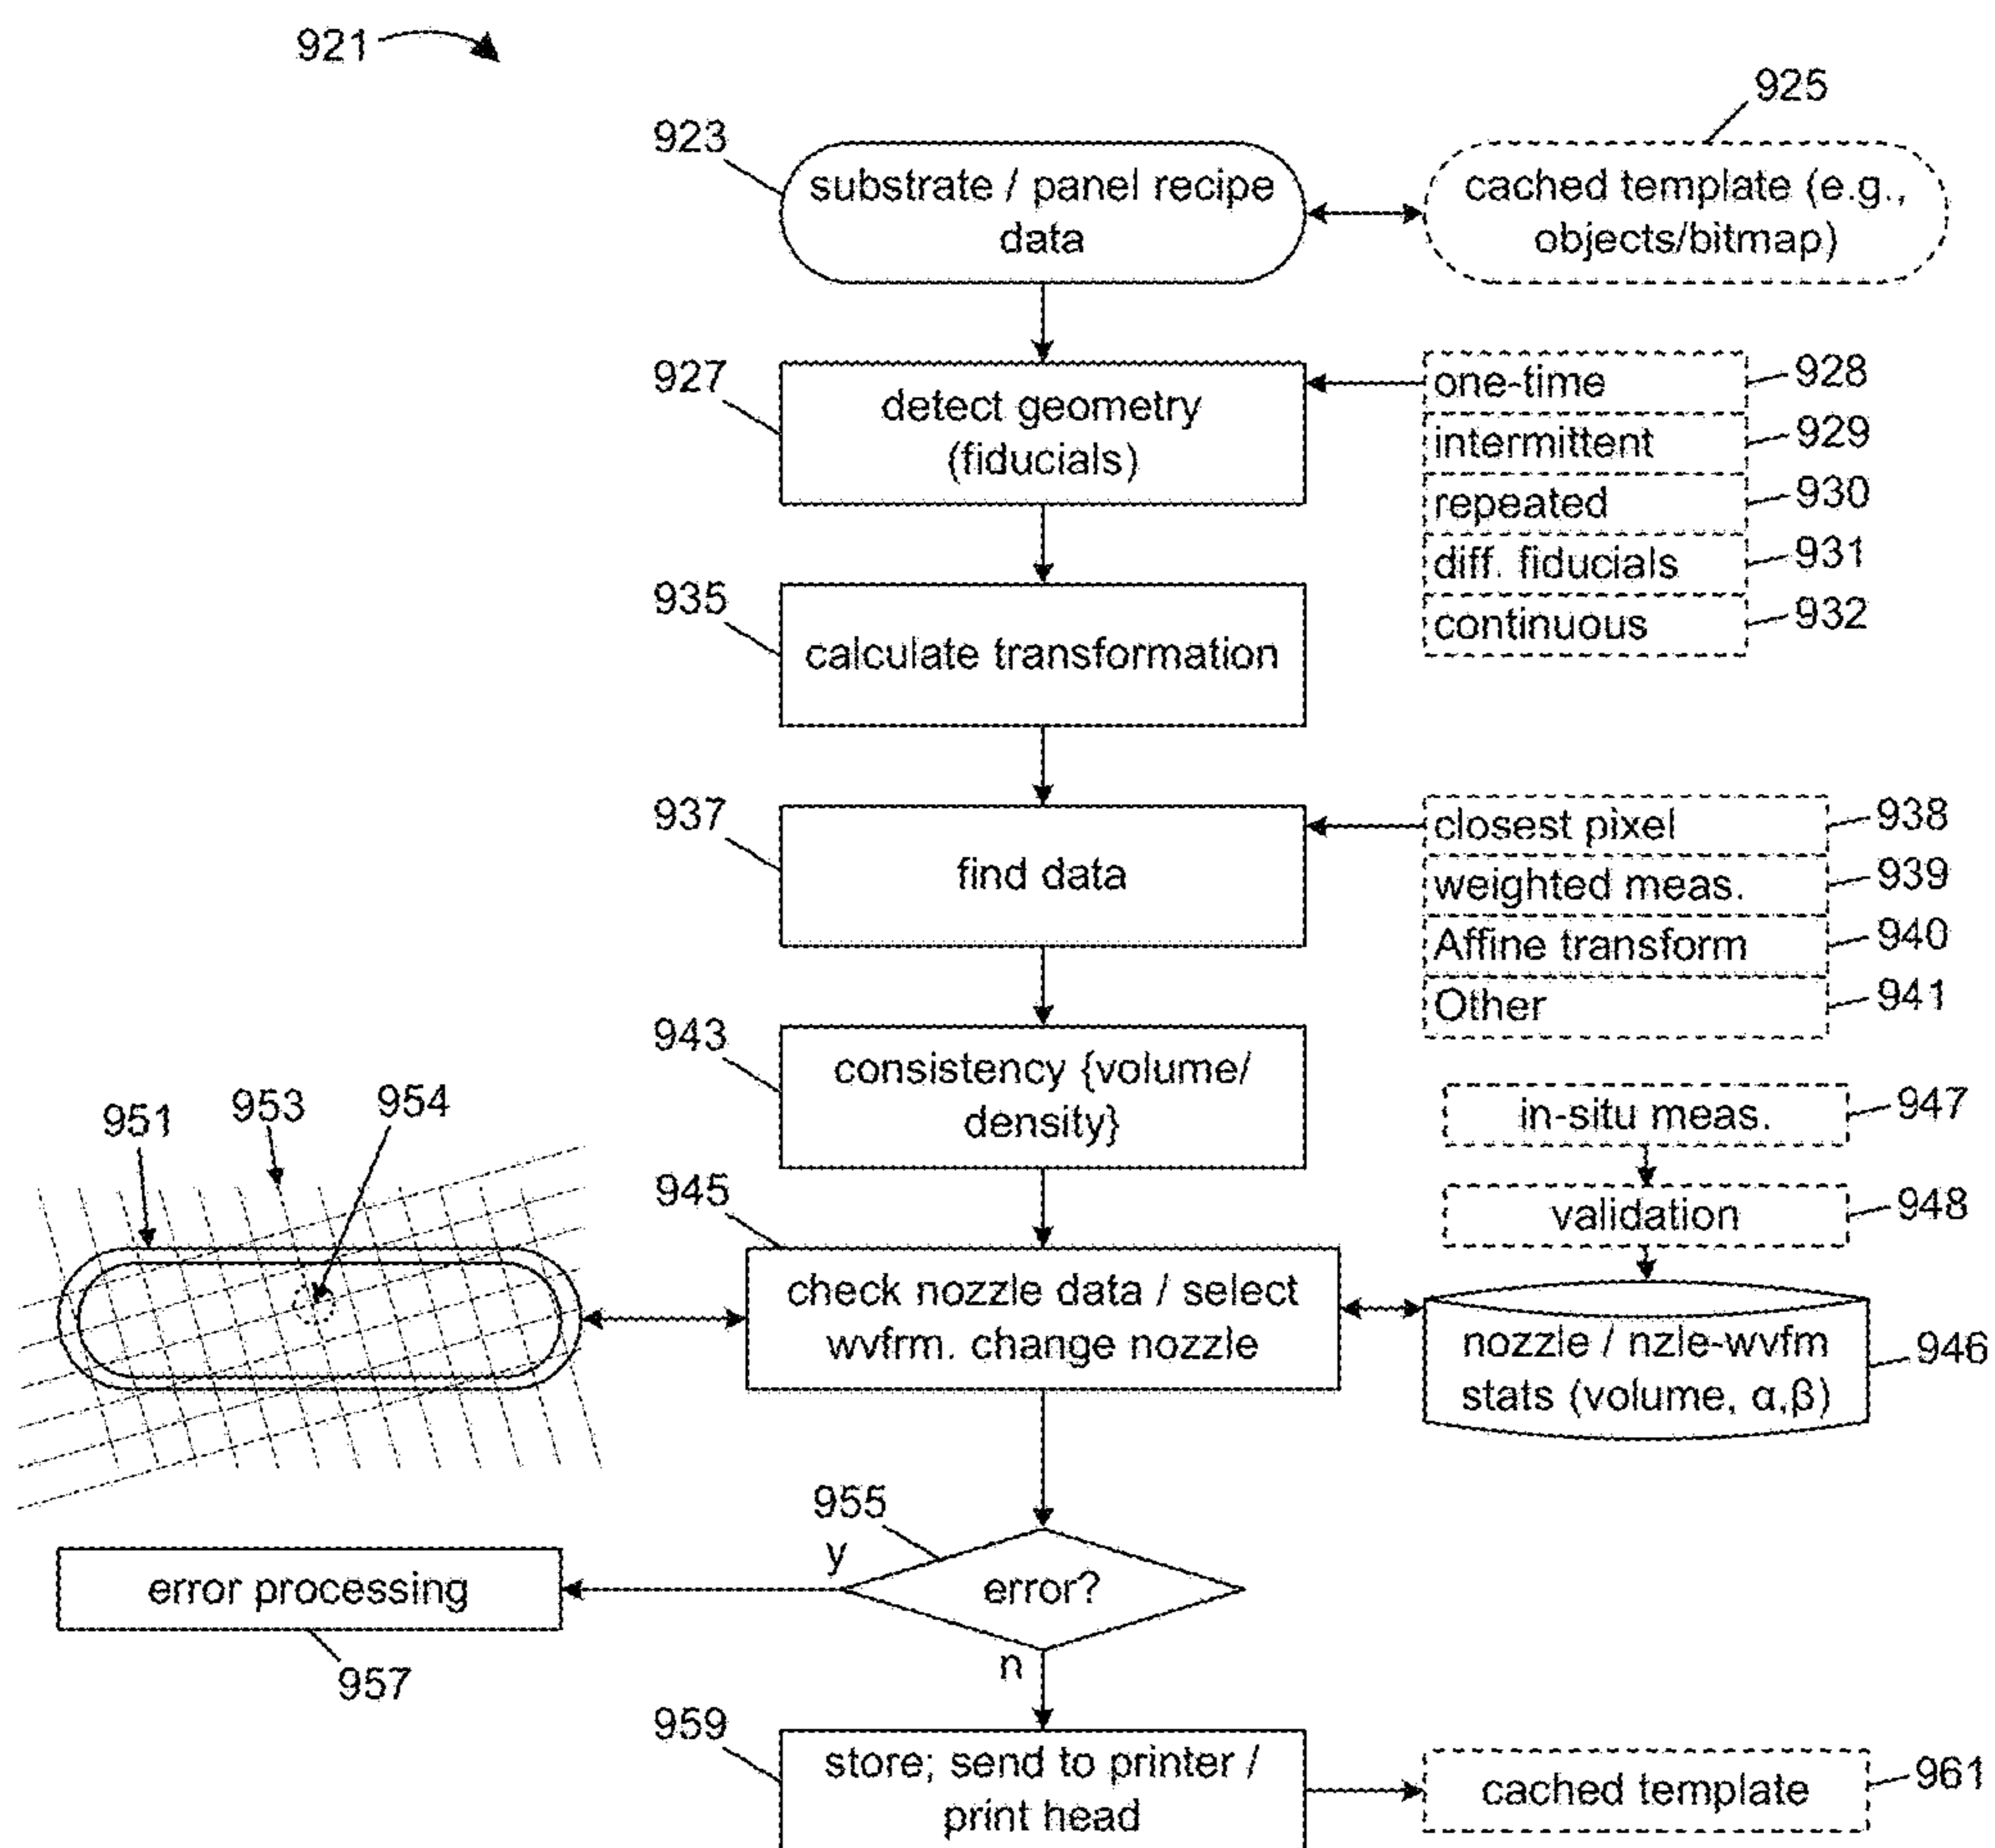 921
925
923
substrate / panel recipe
data
cached template (e.g.,
objects/bitmap)
927
detect geometry
(fiducials)
one-time
928
intermittent
929
repeated
930
diff. fiducials
931
continuous
932
935
calculate transformation
937
find data
closest pixel
938
weighted meas.
939
Affine transform
940
Other
941
943
consistency {volume/
density}
951
953
954
in-situ meas.
947
validation
948
945
check nozzle data / select
wvfrm. change nozzle
nozzle / nzle-wvfm
stats (volume, α,β)
946
955
y
error?
n
error processing
957
959
store; send to printer /
print head
cached template
961